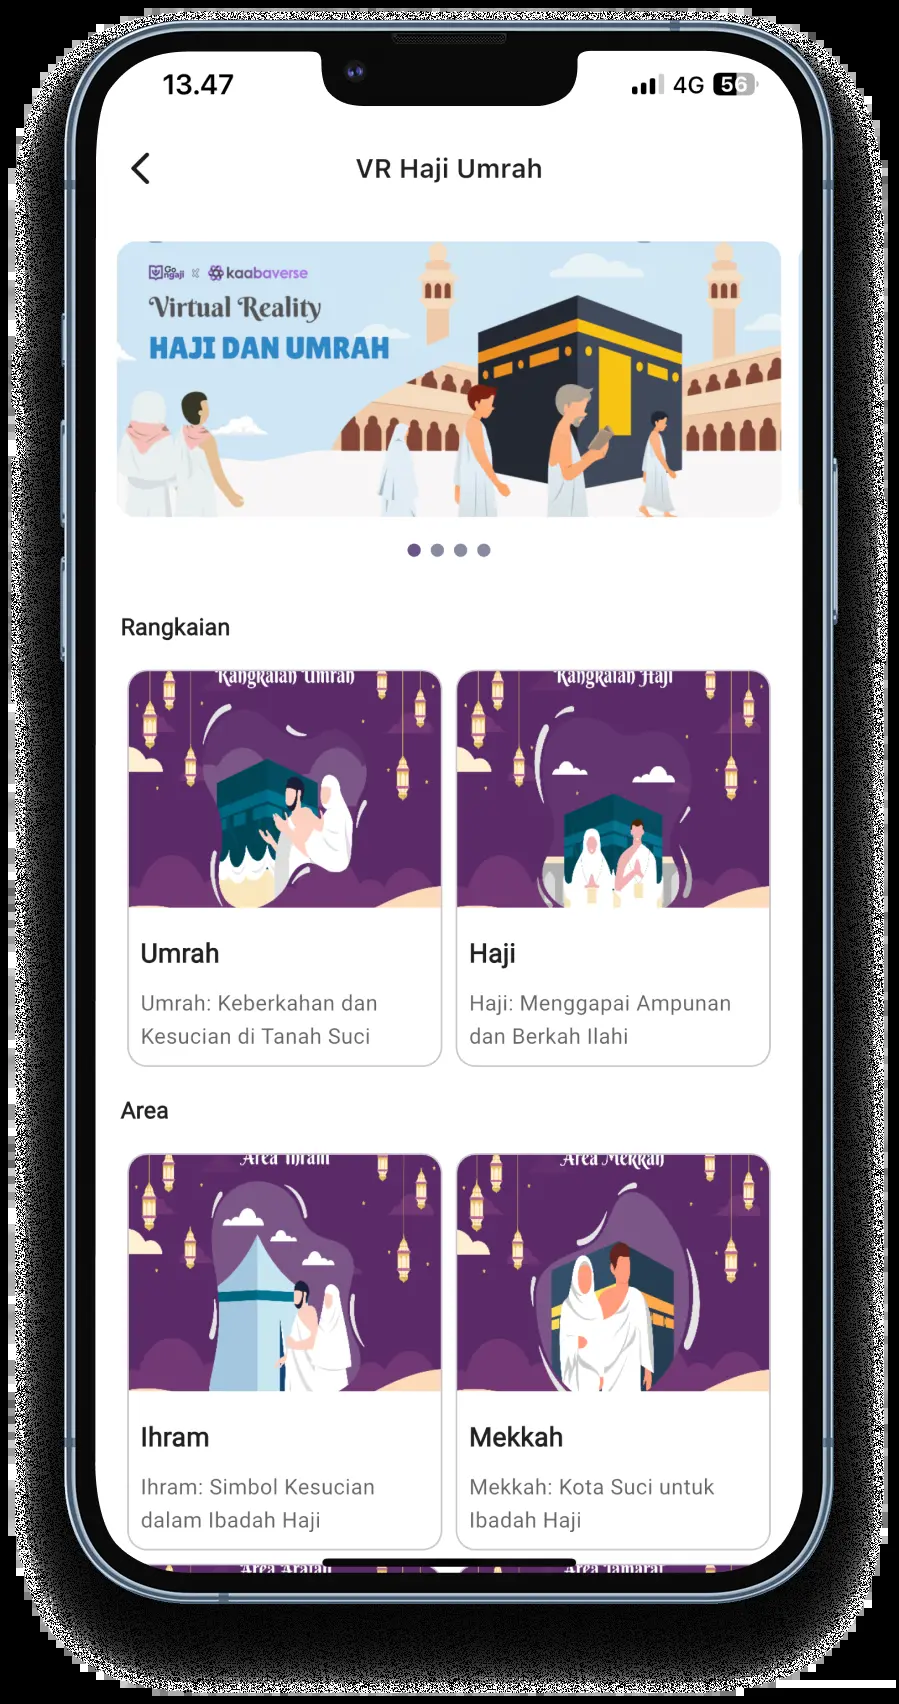 13.47
4G 56
VR Haji Umrah
Go ngaji x kaabaverse
Virtual Reality
HAJI DAN UMRAH
Rangkaian
Rangkaian Umrah
Rangkaian Haji
Umrah
Haji
Umrah: Keberkahan dan
Kesucian di Tanah Suci
Haji: Menggapai Ampunan
dan Berkah Ilahi
Area
Area Ihram
Area Mekkah
Ihram
Mekkah
Ihram: Simbol Kesucian
dalam Ibadah Haji
Mekkah: Kota Suci untuk
Ibadah Haji
Area Arafah
Area Jamarat